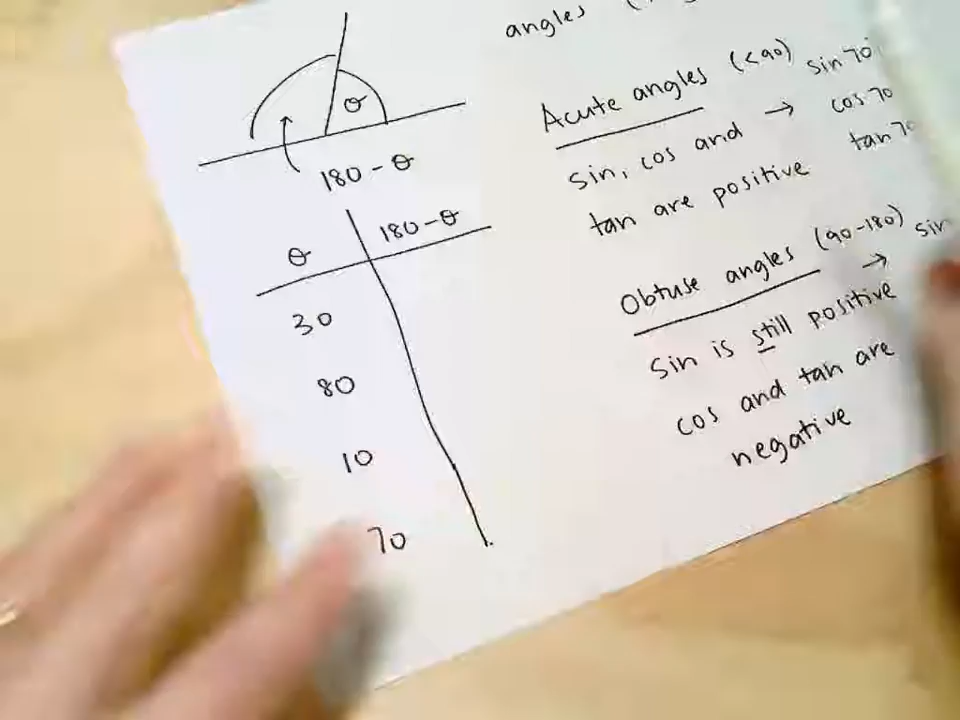 θ
180 - θ
θ 180-θ
30
80
10
70
angles (
Acute angles (<90) sin 70
sin, cos and → cos 70
tan are positive tan 70
Obtuse angles (90-180)
→ sin
Sin is still positive
cos and tan are
negative